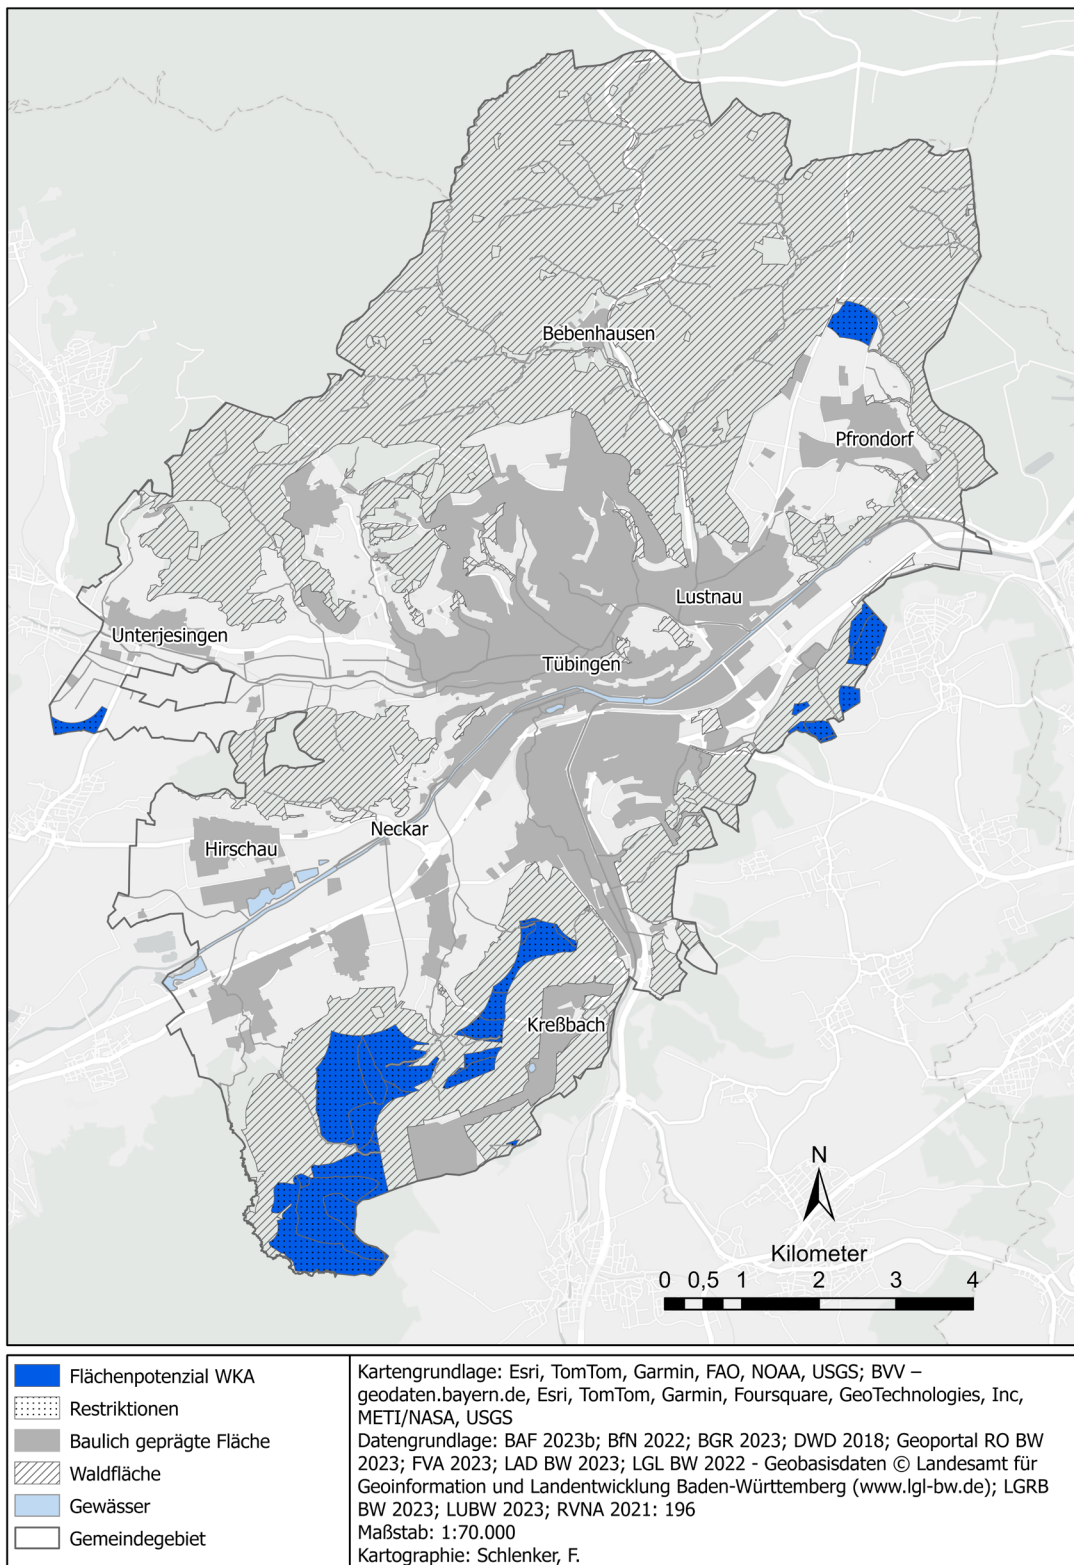 Bebenhausen
Pfrondorf
Lustnau
Unterjesingen
Tübingen
Neckar
Hirschau
Kreßbach
N
Kilometer
0 0,5 1 2 3 4
Flächenpotenzial WKA
Restriktionen
Baulich geprägte Fläche
Waldfläche
Gewässer
Gemeindegebiet
Kartengrundlage: Esri, TomTom, Garmin, FAO, NOAA, USGS; BVV –
geodaten.bayern.de, Esri, TomTom, Garmin, Foursquare, GeoTechnologies, Inc,
METI/NASA, USGS
Datengrundlage: BAF 2023b; BfN 2022; BGR 2023; DWD 2018; Geoportal RO BW
2023; FVA 2023; LAD BW 2023; LGL BW 2022 - Geobasisdaten © Landesamt für
Geoinformation und Landentwicklung Baden-Württemberg (www.lgl-bw.de); LGRB
BW 2023; LUBW 2023; RVNA 2021: 196
Maßstab: 1:70.000
Kartographie: Schlenker, F.